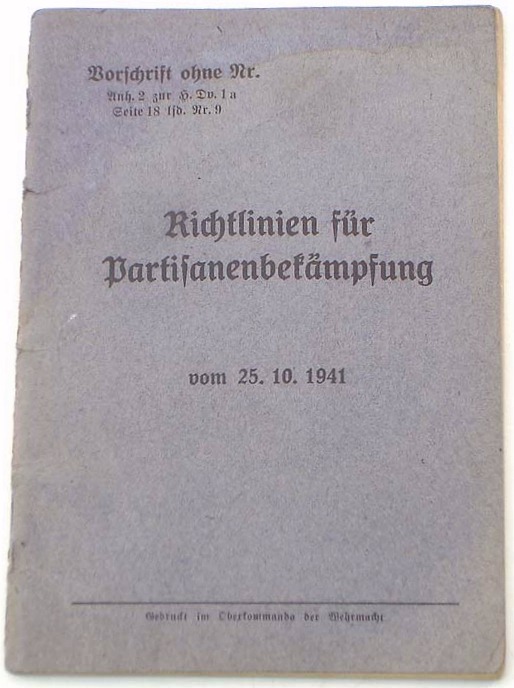 Vorschrift ohne Nr.
Anh. 2 zur H. Dv. 1a
Seite 18 lfd. Nr. 9
Richtlinien für
Partisanenbekämpfung
vom 25. 10. 1941
Gedruckt im Oberkommando der Wehrmacht